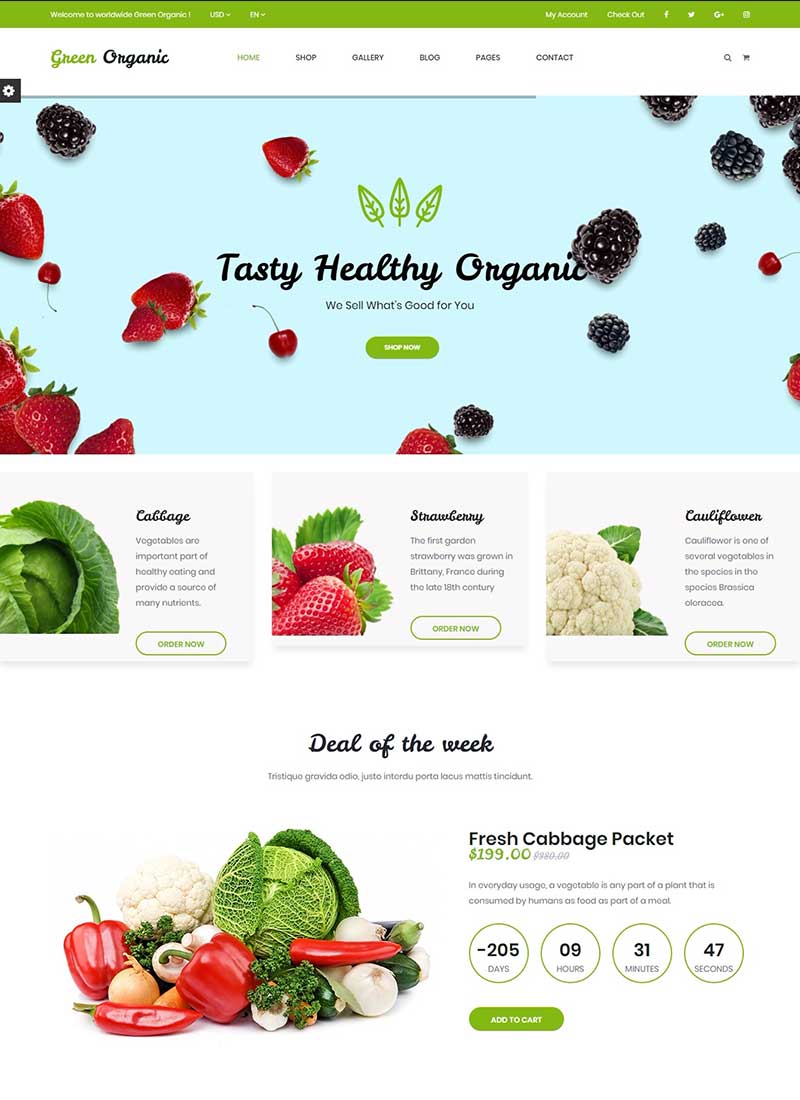 Welcome to worldwide Green Organic !
USD
EN
My Account
Check Out
Green Organic
HOME
SHOP
GALLERY
BLOG
PAGES
CONTACT
Tasty Healthy Organic
We Sell What's Good for You
SHOP NOW
Cabbage
Vegetables are
important part of
healthy eating and
provide a source of
many nutrients.
ORDER NOW
Strawberry
The first garden
strawberry was grown in
Brittany, France during
the late 18th century
ORDER NOW
Cauliflower
Cauliflower is one of
several vegetables in
the species in the
species Brassica
oleracea.
ORDER NOW
Deal of the week
Tristique gravida odio, justo interdu porta lacus mattis tincidunt.
Fresh Cabbage Packet
$199.00 $380.00
In everyday usage, a vegetable is any part of a plant that is
consumed by humans as food as part of a meal.
-205 09 31 47
DAYS HOURS MINUTES SECONDS
ADD TO CART